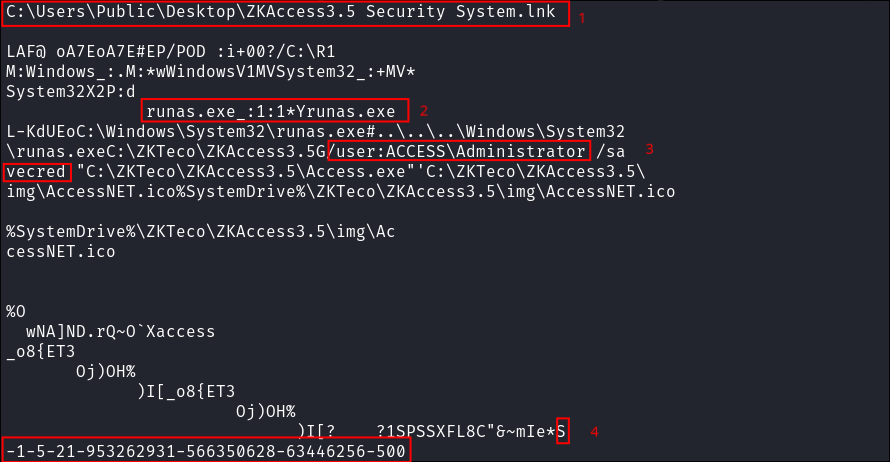 C:\Users\Public\Desktop\ZKAccess3.5 Security System.lnk 1
LAF@ oA7EoA7E#EP/POD :i+00?/C:\R1
M:Windows_:.M:*wWindowsV1MVSystem32_:+MV*
System32X2P:d
runas.exe_:1:1*Yrunas.exe 2
L-KdUEoC:\Windows\System32\runas.exe#..\..\..\Windows\System32
\runas.exeC:\ZKTeco\ZKAccess3.5G/user:ACCESS\Administrator /sa 3
vecred "C:\ZKTeco\ZKAccess3.5\Access.exe"'C:\ZKTeco\ZKAccess3.5\
img\AccessNET.ico%SystemDrive%\ZKTeco\ZKAccess3.5\img\AccessNET.ico
%SystemDrive%\ZKTeco\ZKAccess3.5\img\Ac
cessNET.ico
%O
wNA]ND.rQ~O`Xaccess
_o8{ET3
Oj)OH%
)I[_o8{ET3
Oj)OH%
)I[? ?1SPSSXFL8C"&~mIe*S 4
-1-5-21-953262931-566350628-63446256-500